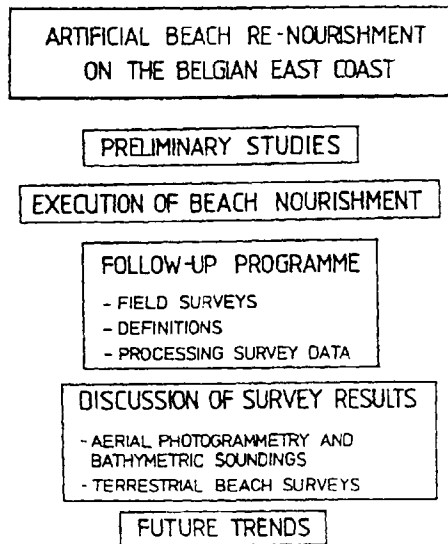 ARTIFICIAL BEACH RE-NOURISHMENT
ON THE BELGIAN EAST COAST
PRELIMINARY STUDIES
EXECUTION OF BEACH NOURISHMENT
FOLLOW-UP PROGRAMME
- FIELD SURVEYS
- DEFINITIONS
- PROCESSING SURVEY DATA
DISCUSSION OF SURVEY RESULTS
- AERIAL PHOTOGRAMMETRY AND
BATHYMETRIC SOUNDINGS
- TERRESTRIAL BEACH SURVEYS
FUTURE TRENDS